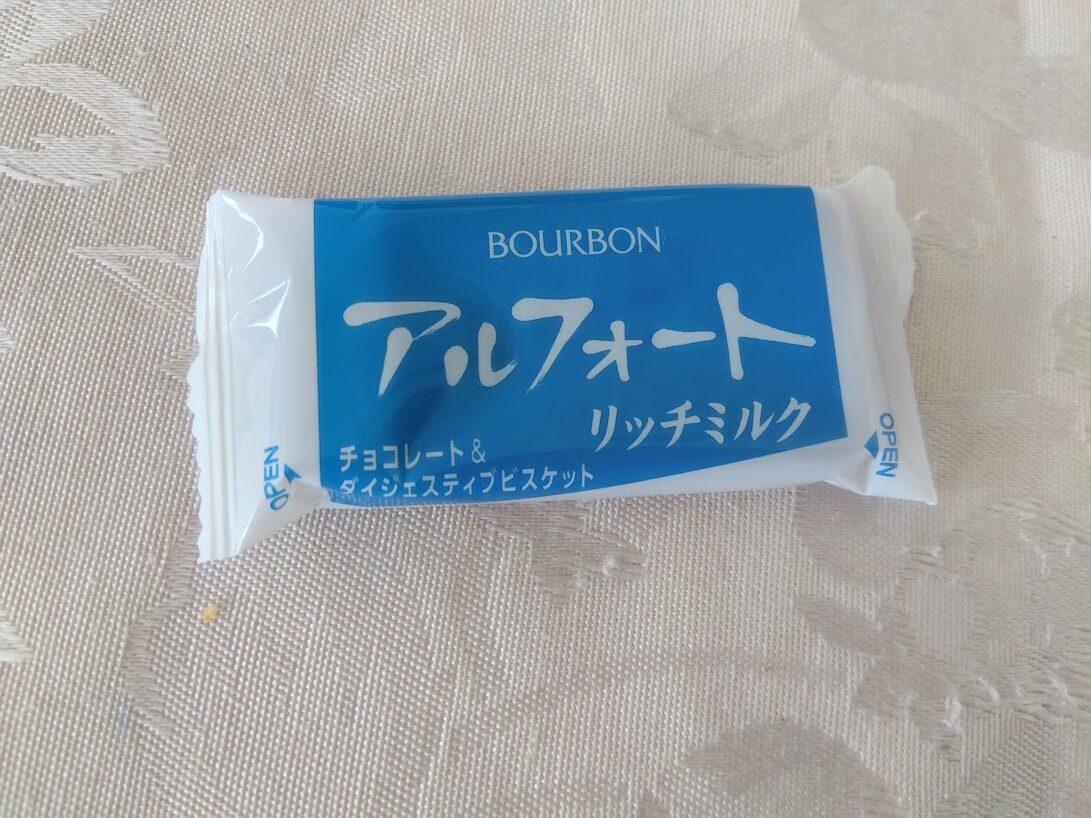 BOURBON
アルフォート
リッチミルク
チョコレート&
ダイジェスティブビスケット
OPEN
OPEN